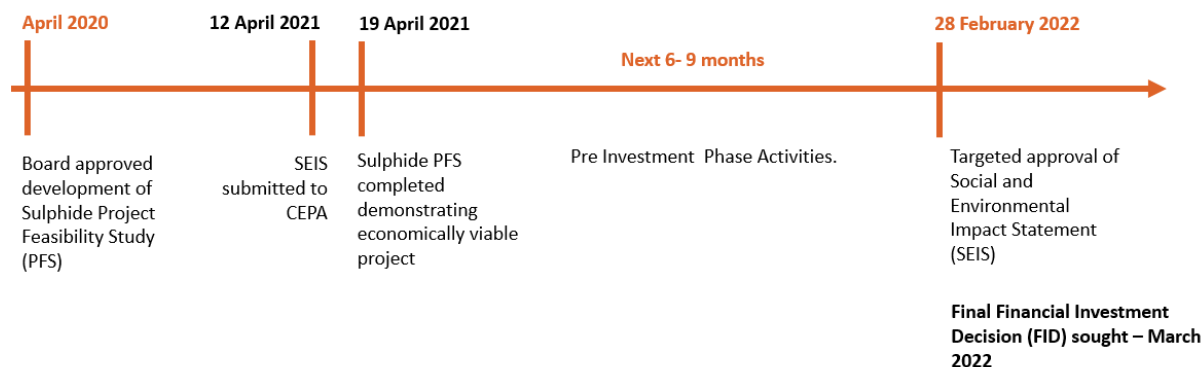 April 2020
12 April 2021
19 April 2021
28 February 2022
Next 6- 9 months
Board approved
development of
Sulphide Project
Feasibility Study
(PFS)
SEIS
submitted to
CEPA
Sulphide PFS
completed
demonstrating
economically viable
project
Pre Investment Phase Activities.
Targeted approval of
Social and
Environmental
Impact Statement
(SEIS)
Final Financial Investment
Decision (FID) sought – March
2022